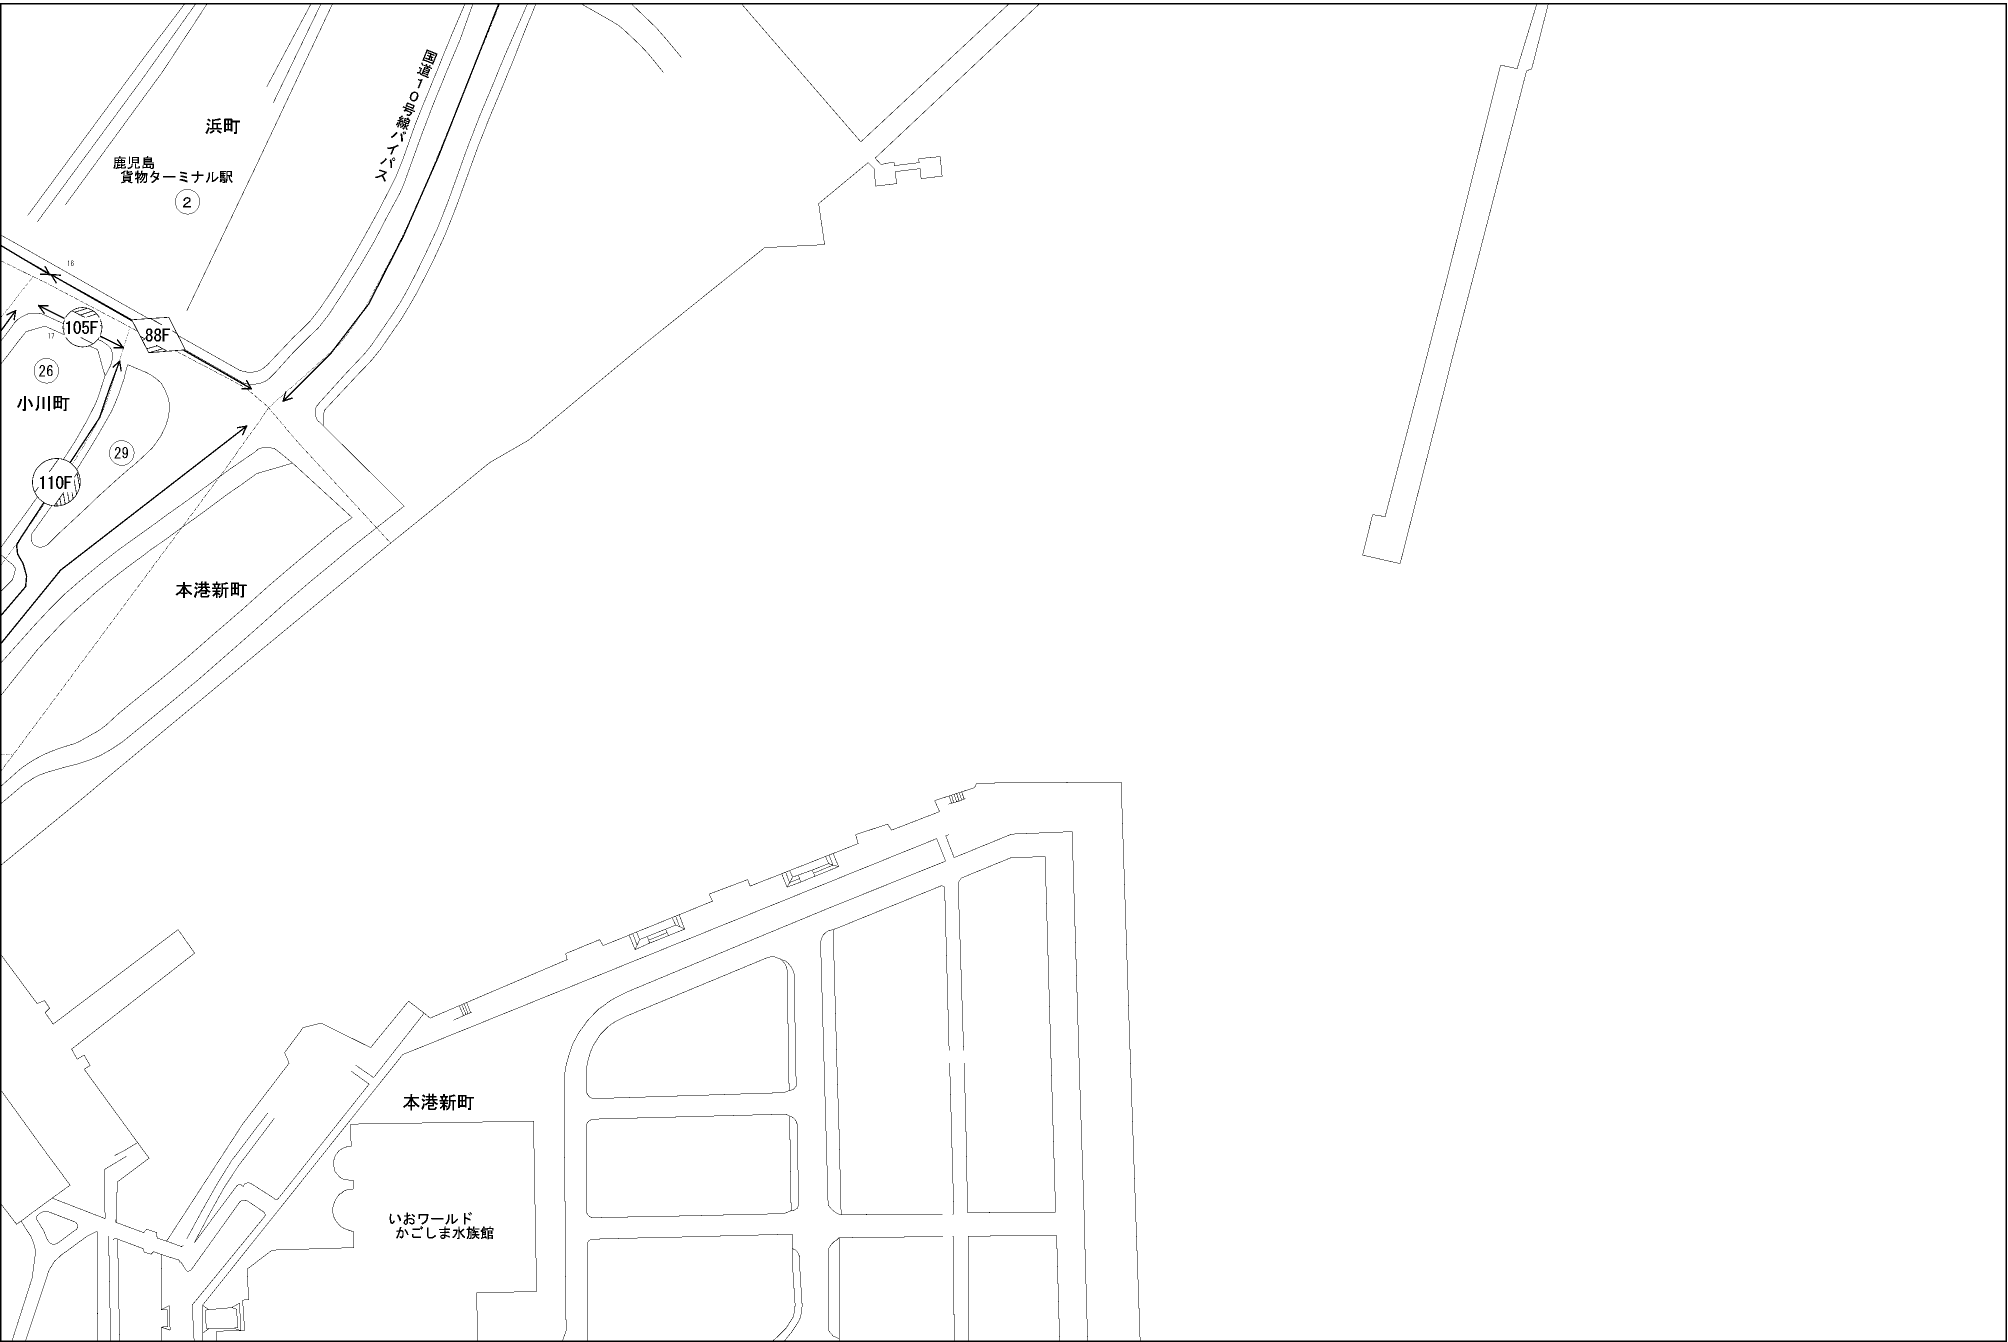 国道10号線バイパス
浜町
鹿児島
貨物ターミナル駅
2
16
105F
88F
17
26
小川町
29
110F
本港新町
本港新町
いおワールド
かごしま水族館